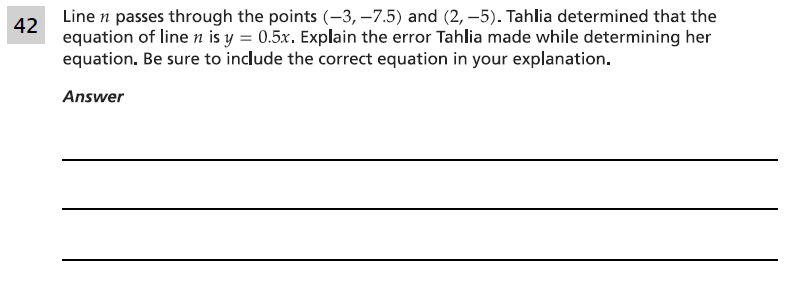 42
Line n passes through the points (−3, −7.5) and (2, −5). Tahlia determined that the
equation of line n is y = 0.5x. Explain the error Tahlia made while determining her
equation. Be sure to include the correct equation in your explanation.
Answer